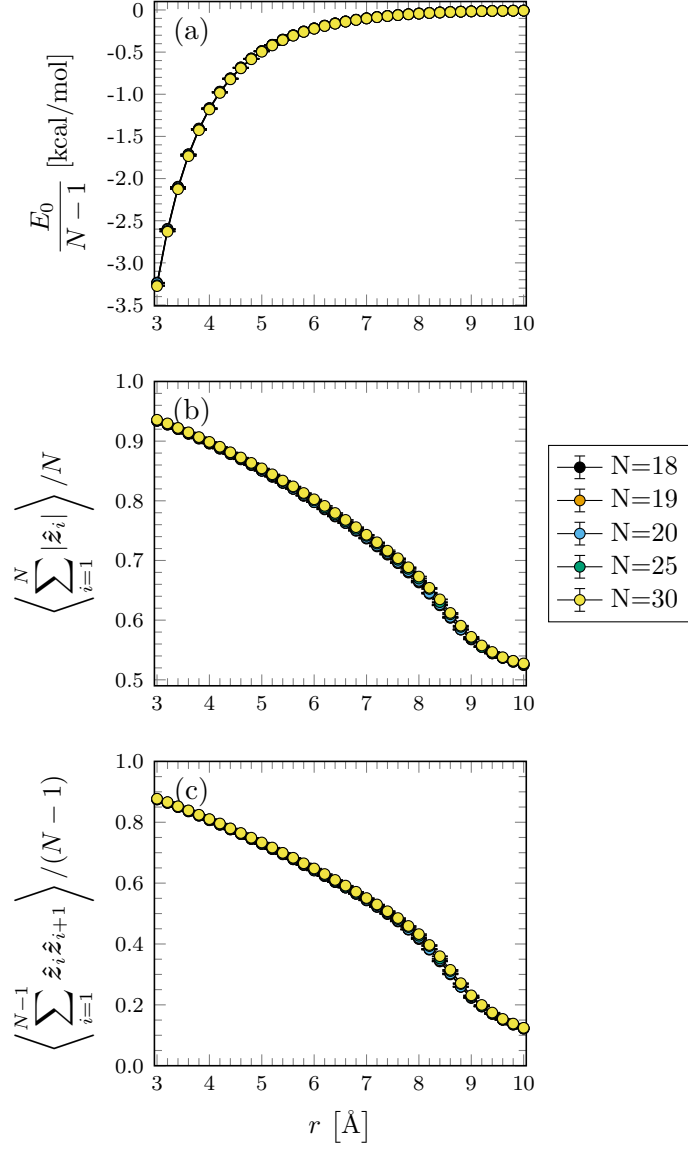 (a)
E₀ / N − 1 [kcal/mol]
0
-0.5
-1.0
-1.5
-2.0
-2.5
-3.0
-3.5
3 4 5 6 7 8 9 10
(b)
⟨∑_{i=1}^{N} |ẑ_i|⟩ /N
1.0
0.9
0.8
0.7
0.6
0.5
3 4 5 6 7 8 9 10
N=18
N=19
N=20
N=25
N=30
(c)
⟨∑_{i=1}^{N−1} ẑ_i ẑ_{i+1}⟩ /(N − 1)
1.0
0.8
0.6
0.4
0.2
0.0
3 4 5 6 7 8 9 10
r [Å]